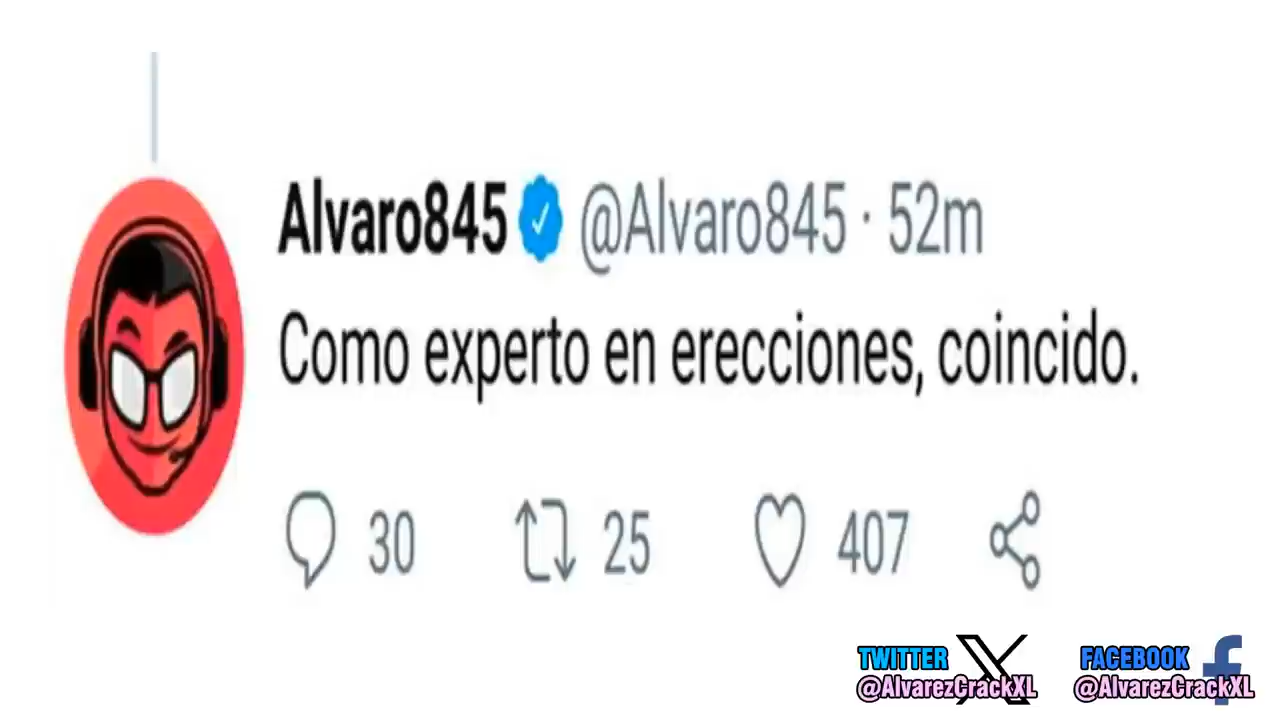 Alvaro845 @Alvaro845 · 52m
Como experto en erecciones, coincido.
30 25 407
TWITTER X FACEBOOK f
@AlvarezCrackXL @AlvarezCrackXL